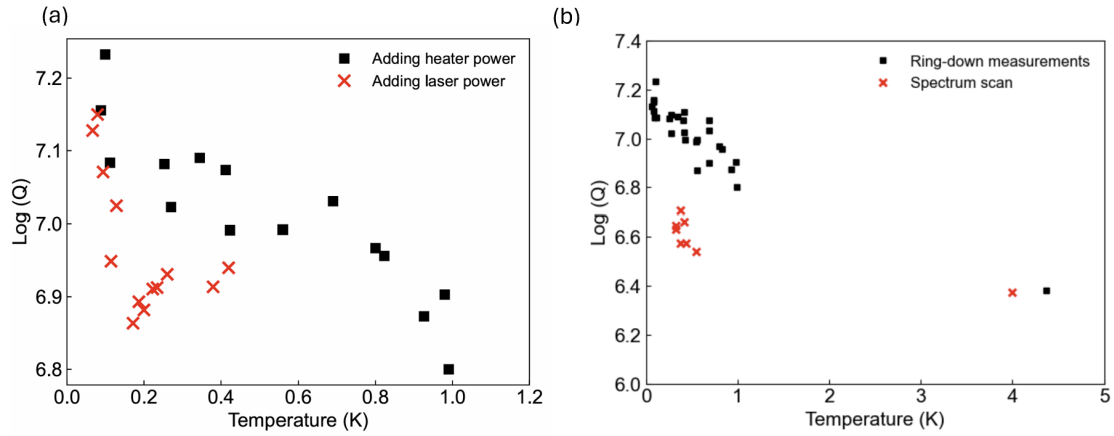 (a)
7.2
7.1
7.0
6.9
6.8
0.0 0.2 0.4 0.6 0.8 1.0 1.2
Log (Q)
Temperature (K)
Adding heater power
Adding laser power
(b)
7.4
7.2
7.0
6.8
6.6
6.4
6.2
6.0
0 1 2 3 4 5
Log (Q)
Temperature (K)
Ring-down measurements
Spectrum scan